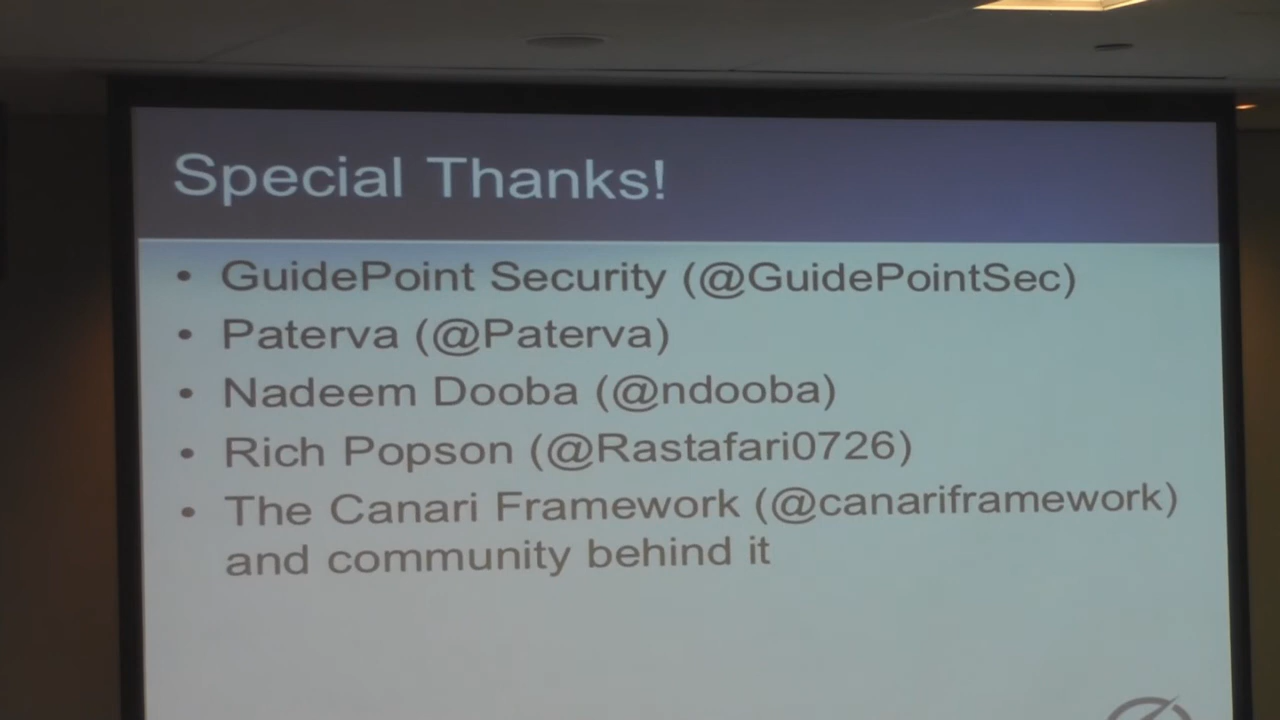 Special Thanks!
• GuidePoint Security (@GuidePointSec)
• Paterva (@Paterva)
• Nadeem Dooba (@ndooba)
• Rich Popson (@Rastafari0726)
• The Canari Framework (@canariframework)
and community behind it